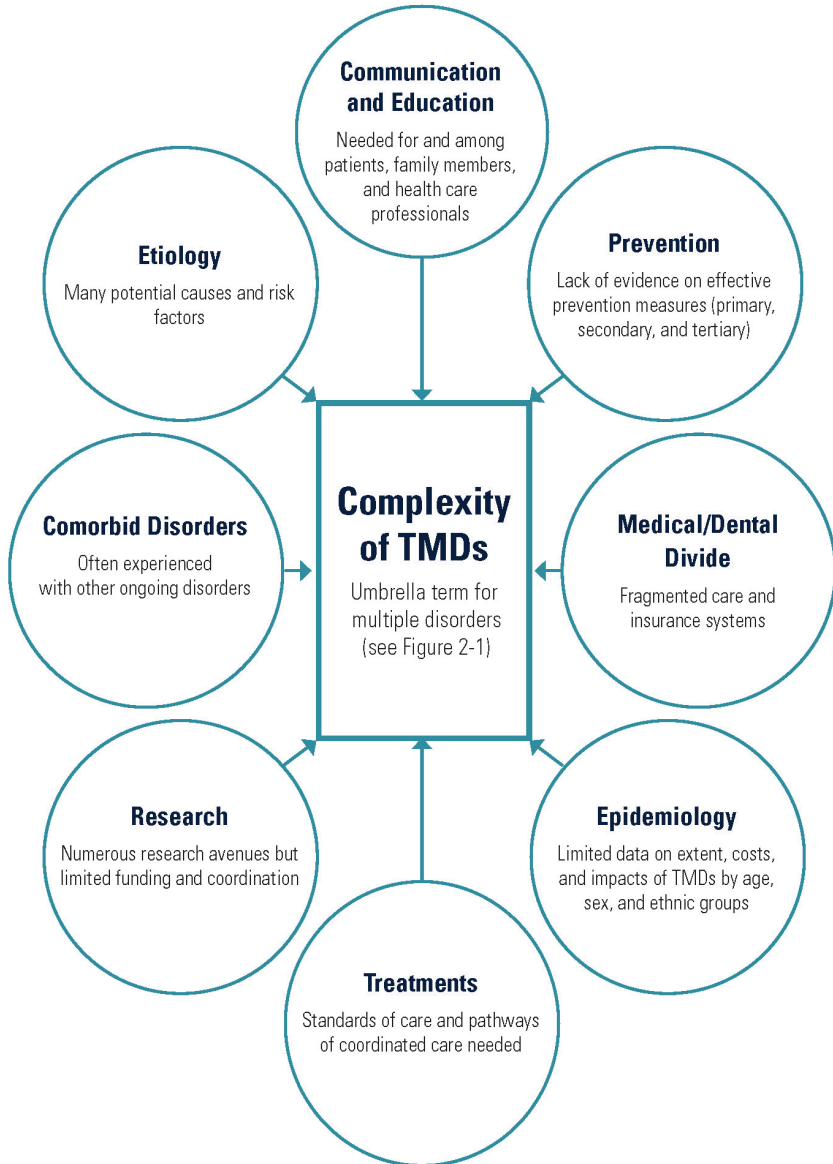 Communication
and Education
Needed for and among
patients, family members,
and health care
professionals
Etiology
Many potential causes and risk
factors
Prevention
Lack of evidence on effective
prevention measures (primary,
secondary, and tertiary)
Comorbid Disorders
Often experienced
with other ongoing disorders
Complexity
of TMDs
Umbrella term for
multiple disorders
(see Figure 2-1)
Medical/Dental
Divide
Fragmented care and
insurance systems
Research
Numerous research avenues but
limited funding and coordination
Epidemiology
Limited data on extent, costs,
and impacts of TMDs by age,
sex, and ethnic groups
Treatments
Standards of care and pathways
of coordinated care needed